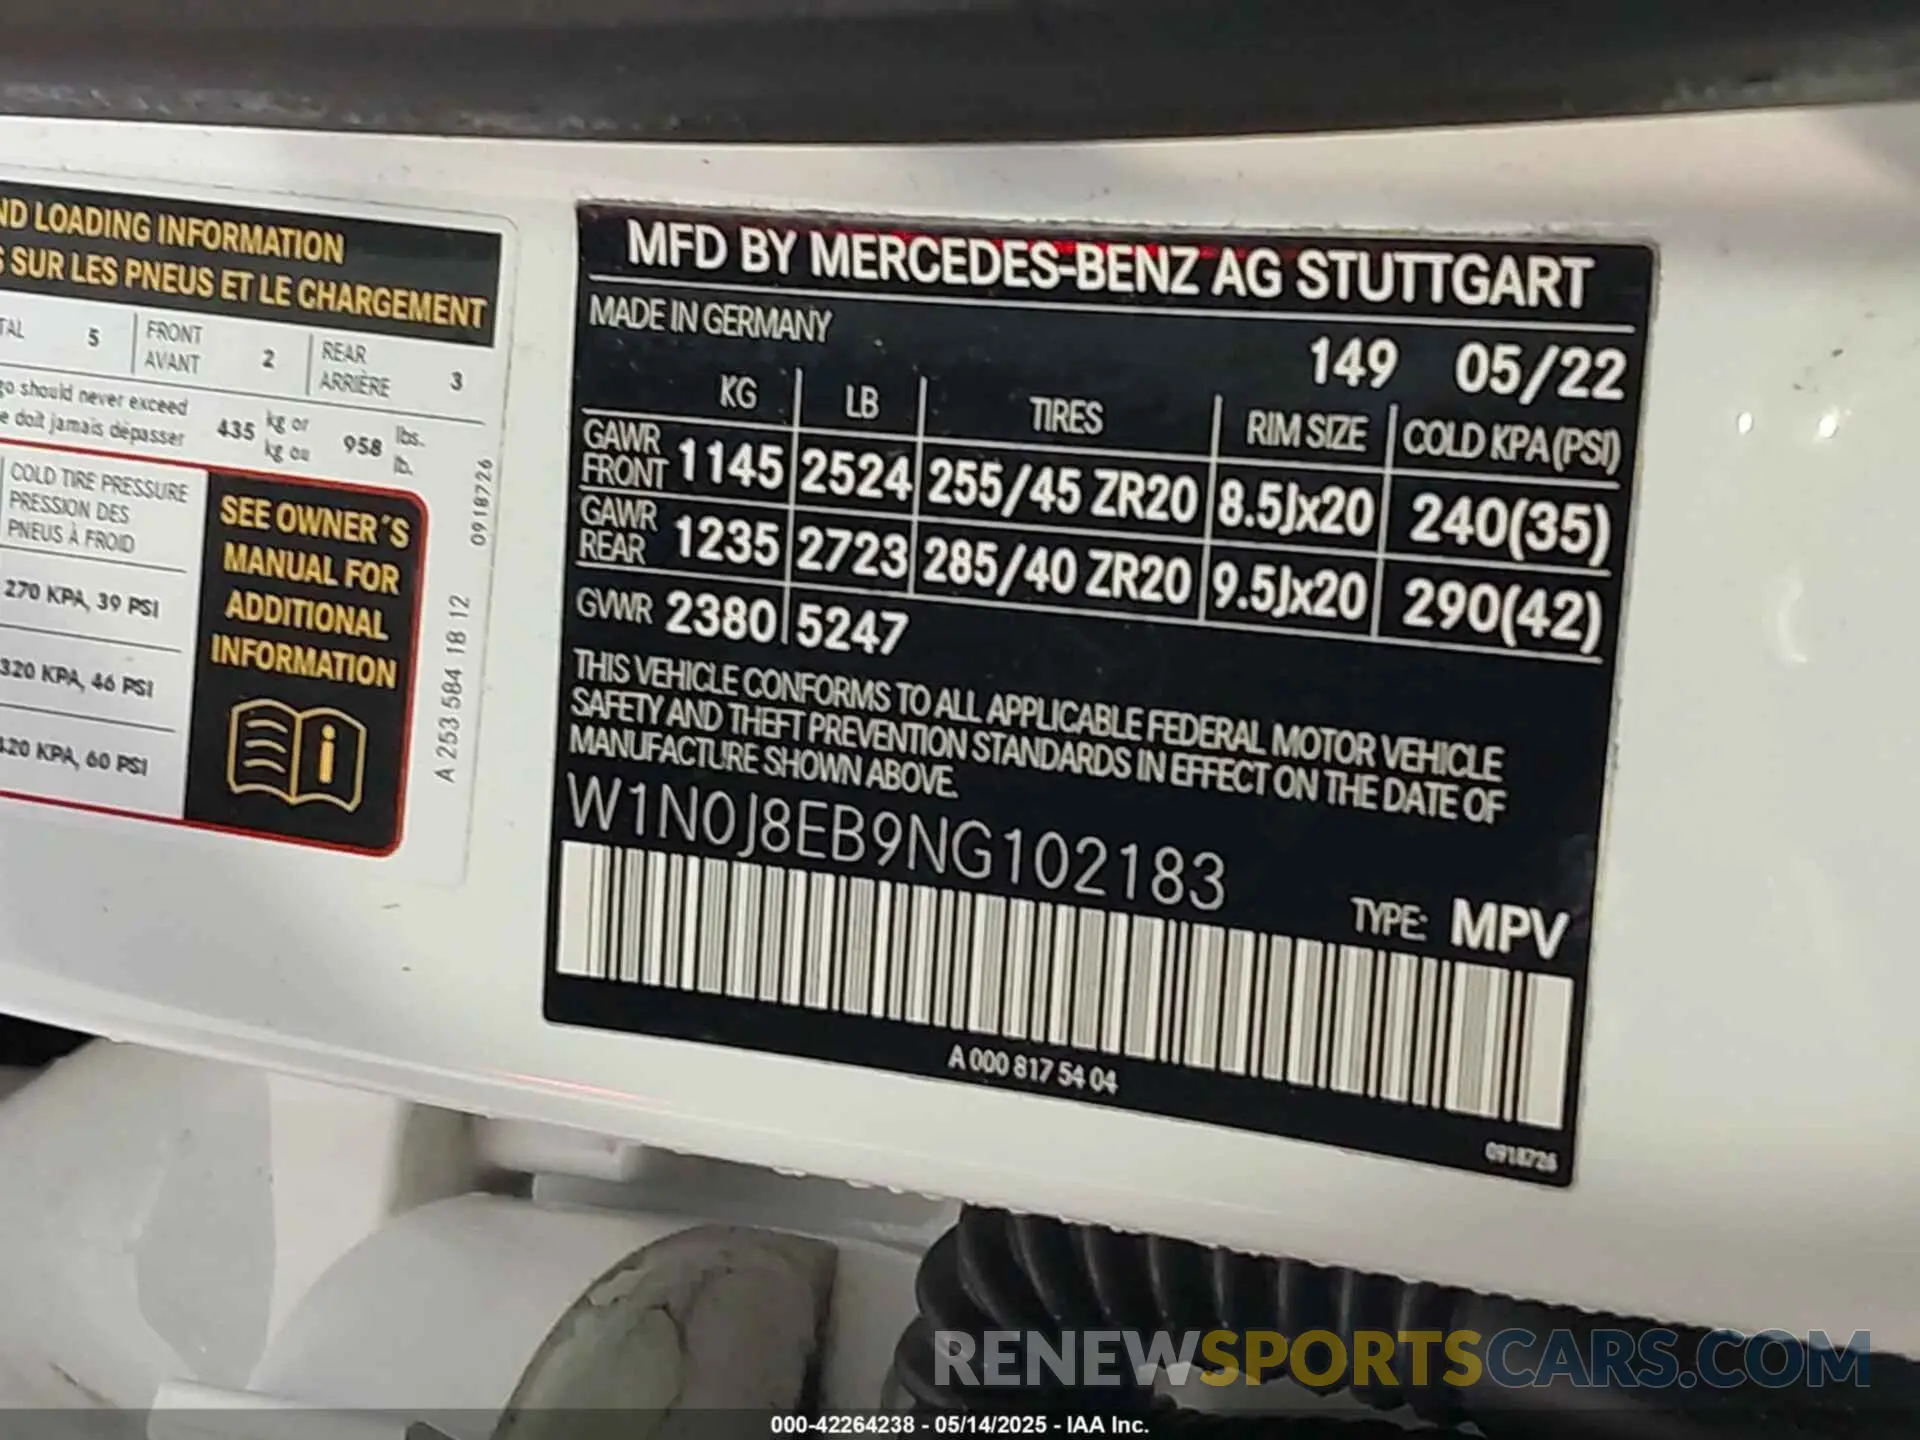 ND LOADING INFORMATION
SUR LES PNEUS ET LE CHARGEMENT
TAL 5 FRONT AVANT 2 REAR ARRIÈRE 3
go should never exceed
e doit jamais dépasser 435 kg or kg ou 958 lbs. lb.
COLD TIRE PRESSURE
PRESSION DES
PNEUS À FROID
270 KPA, 39 PSI
320 KPA, 46 PSI
420 KPA, 60 PSI
SEE OWNER´S
MANUAL FOR
ADDITIONAL
INFORMATION
A 253 584 18 12
0918726
MFD BY MERCEDES-BENZ AG STUTTGART
MADE IN GERMANY
149 05/22
KG LB TIRES RIM SIZE COLD KPA(PSI)
GAWR FRONT 1145 2524 255/45 ZR20 8.5Jx20 240(35)
GAWR REAR 1235 2723 285/40 ZR20 9.5Jx20 290(42)
GVWR 2380 5247
THIS VEHICLE CONFORMS TO ALL APPLICABLE FEDERAL MOTOR VEHICLE
SAFETY AND THEFT PREVENTION STANDARDS IN EFFECT ON THE DATE OF
MANUFACTURE SHOWN ABOVE.
W1N0J8EB9NG102183
TYPE: MPV
A 000 817 54 04
0918726
RENEWSPORTSCARS.COM
000-42264238 - 05/14/2025 - IAA Inc.